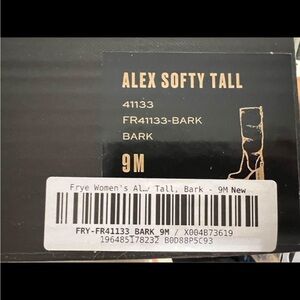 ALEX SOFTY TALL
41133
FR41133-BARK
BARK
9M
Frye Women's Tall, Bark - 9M New
FRY-FR41133_BARK_9M / X004B73619
196485178232 B0D88P5C93